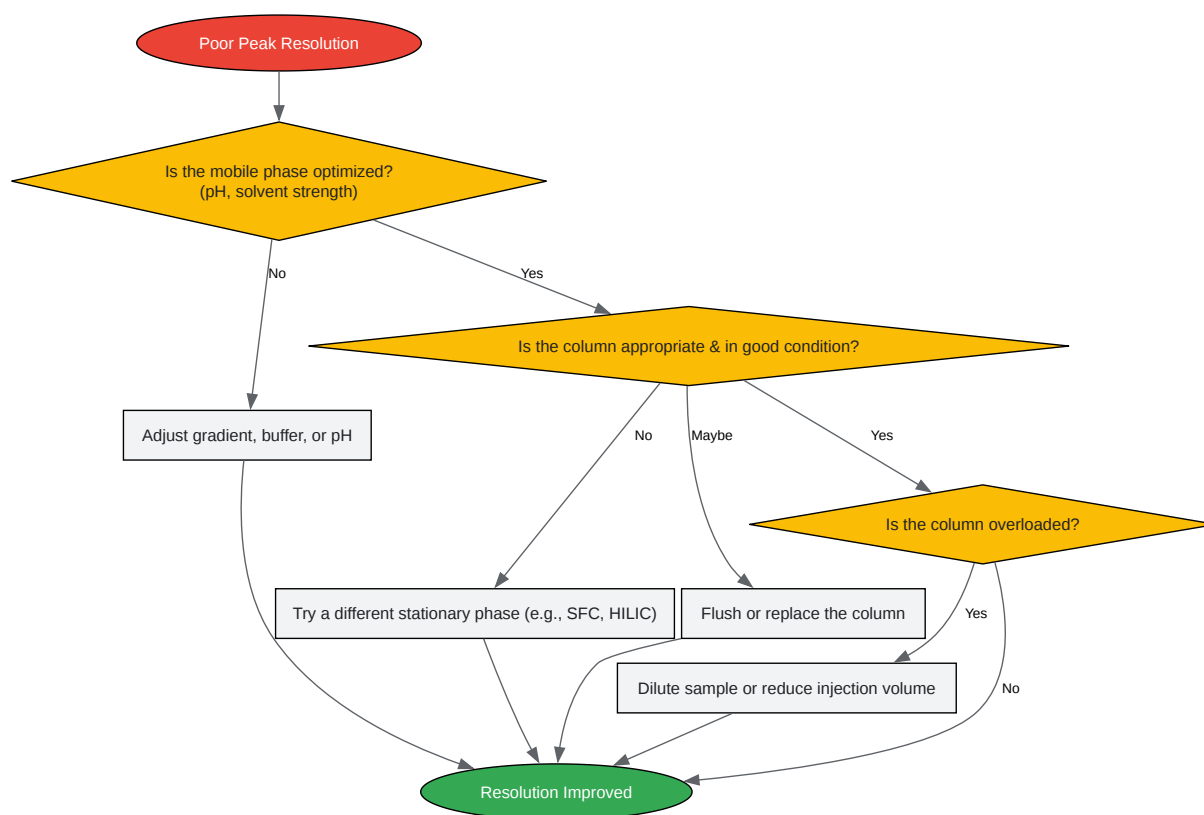 Poor Peak Resolution
Is the mobile phase optimized?
(pH, solvent strength)
No
Yes
Is the column appropriate & in good condition?
Adjust gradient, buffer, or pH
No
Maybe
Yes
Is the column overloaded?
Try a different stationary phase (e.g., SFC, HILIC)
Flush or replace the column
Yes
Dilute sample or reduce injection volume
No
Resolution Improved